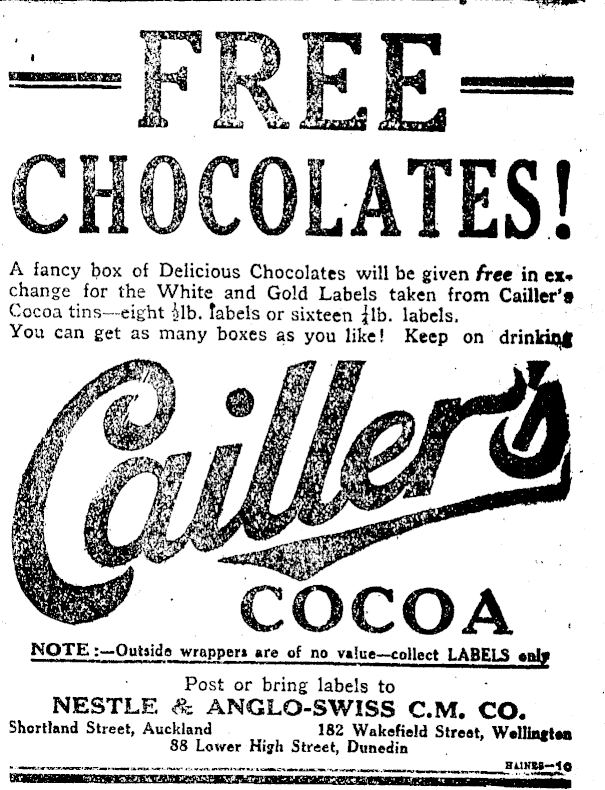 FREE
CHOCOLATES!
A fancy box of Delicious Chocolates will be given free in ex-
change for the White and Gold Labels taken from Cailler's
Cocoa tins—eight ½lb. labels or sixteen ¼lb. labels.
You can get as many boxes as you like! Keep on drinking
Cailler's
COCOA
NOTE:—Outside wrappers are of no value—collect LABELS only
Post or bring labels to
NESTLE & ANGLO-SWISS C.M. CO.
Shortland Street, Auckland 182 Wakefield Street, Wellington
88 Lower High Street, Dunedin
HAINES—10